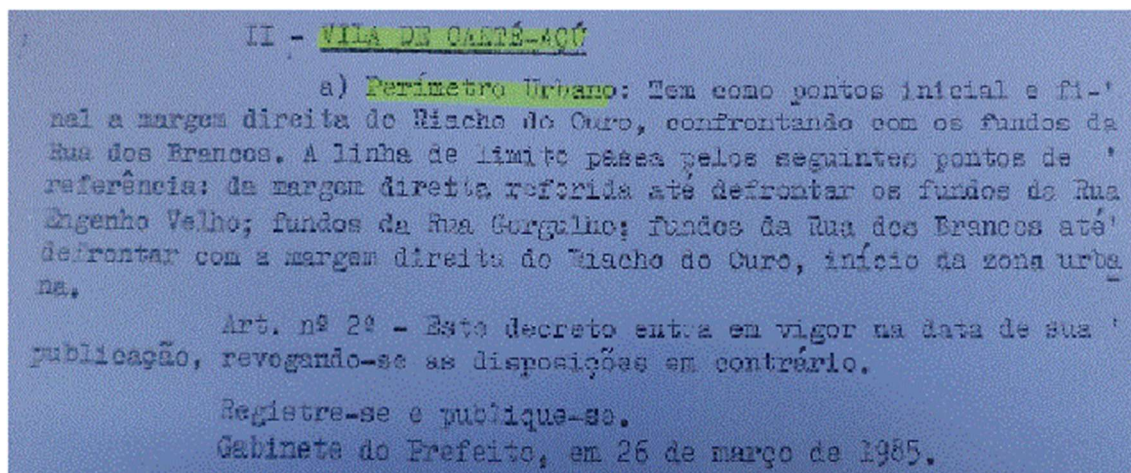 II - VILA DE CAETÉ-AÇÚ
a) Perímetro Urbano: Tem como pontos inicial e fi-'
nal a margem direita do Riacho do Ouro, confrontando com os fundos da
Rua dos Brancos. A linha de limite passa pelos seguintes pontos de '
referência: da margem direita referida até defrontar os fundos da Rua
Engenho Velho; fundos da Rua Gorgulho; fundos da Rua dos Brancos até'
defrontar com a margem direita do Riacho do Ouro, início da zona urba
na.
Art. nº 2º - Este decreto entra em vigor na data de sua '
publicação, revogando-se as disposições em contrário.
Registre-se e publique-se.
Gabinete do Prefeito, em 26 de março de 1985.